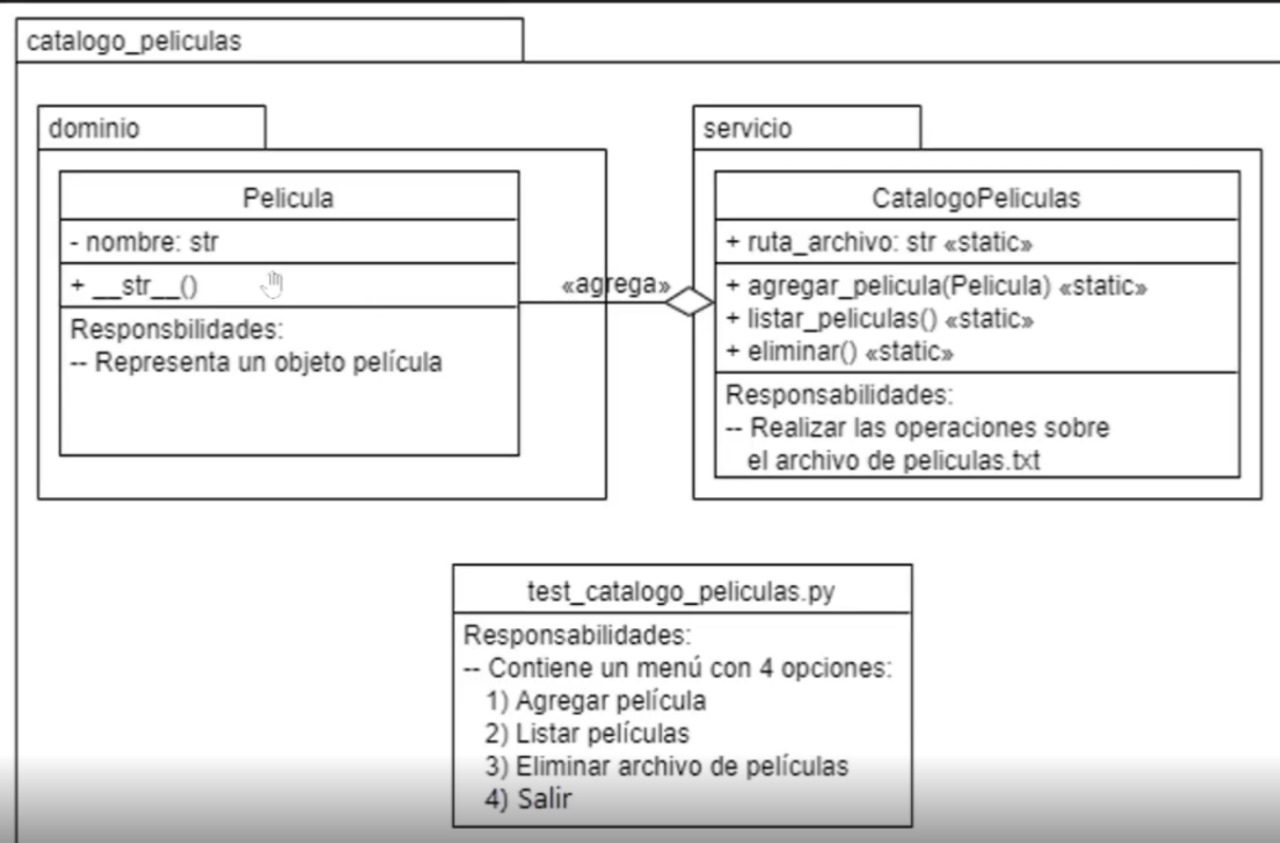 catalogo_peliculas
dominio
Pelicula
- nombre: str
+ __str__()
Responsbilidades:
-- Representa un objeto película
«agrega»
servicio
CatalogoPeliculas
+ ruta_archivo: str «static»
+ agregar_pelicula(Pelicula) «static»
+ listar_peliculas() «static»
+ eliminar() «static»
Responsabilidades:
-- Realizar las operaciones sobre
el archivo de peliculas.txt
test_catalogo_peliculas.py
Responsabilidades:
-- Contiene un menú con 4 opciones:
1) Agregar película
2) Listar películas
3) Eliminar archivo de películas
4) Salir